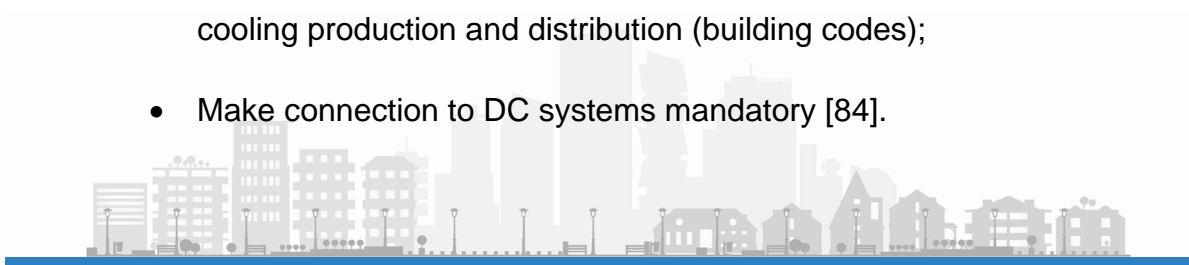 cooling production and distribution (building codes);
• Make connection to DC systems mandatory [84].